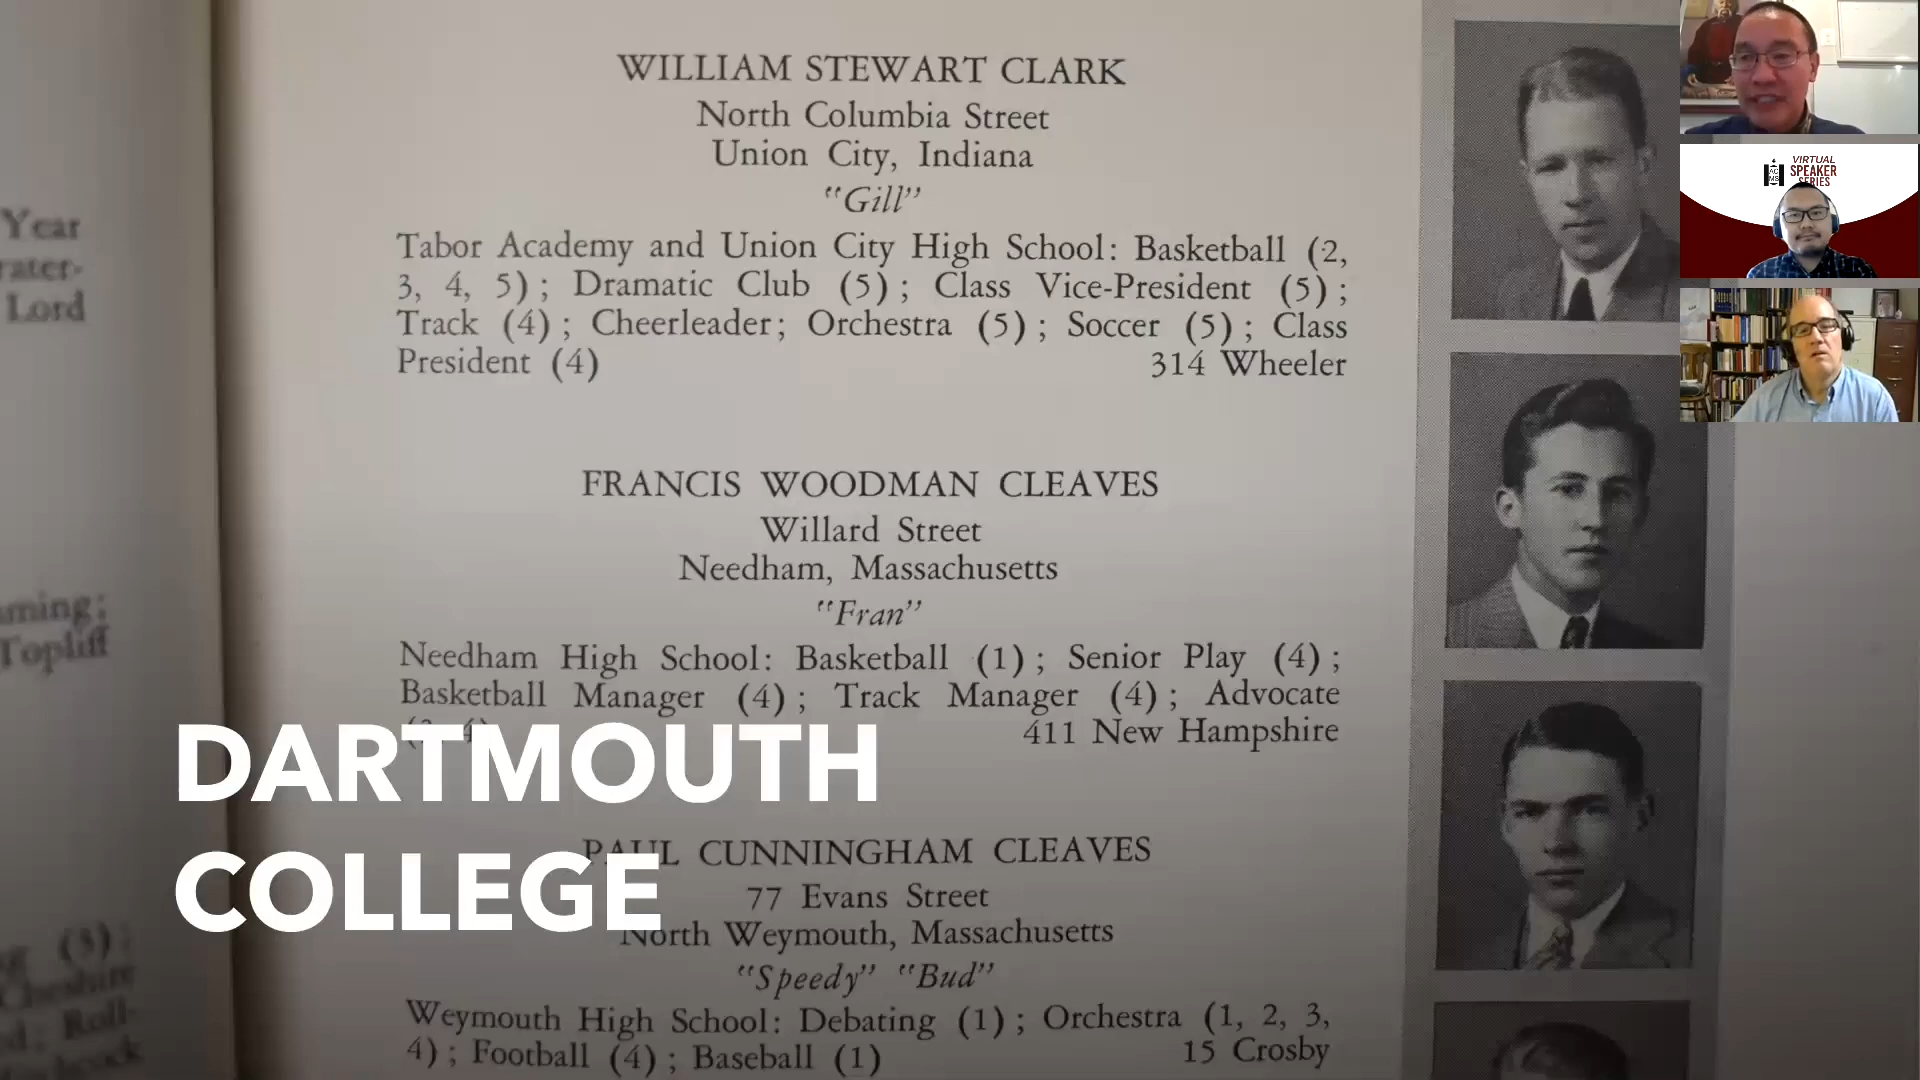 Year
Lord
Topliff
WILLIAM STEWART CLARK
North Columbia Street
Union City, Indiana
"Gill"
Tabor Academy and Union City High School: Basketball (2,
3, 4, 5); Dramatic Club (5); Class Vice-President (5);
Track (4); Cheerleader; Orchestra (5); Soccer (5); Class
President (4) 314 Wheeler
FRANCIS WOODMAN CLEAVES
Willard Street
Needham, Massachusetts
"Fran"
Needham High School: Basketball (1); Senior Play (4);
Basketball Manager (4); Track Manager (4); Advocate
411 New Hampshire
PAUL CUNNINGHAM CLEAVES
77 Evans Street
North Weymouth, Massachusetts
"Speedy" "Bud"
Weymouth High School: Debating (1); Orchestra (1, 2, 3,
4); Football (4); Baseball (1) 15 Crosby
DARTMOUTH
COLLEGE
VIRTUAL
SPEAKER
SERIES